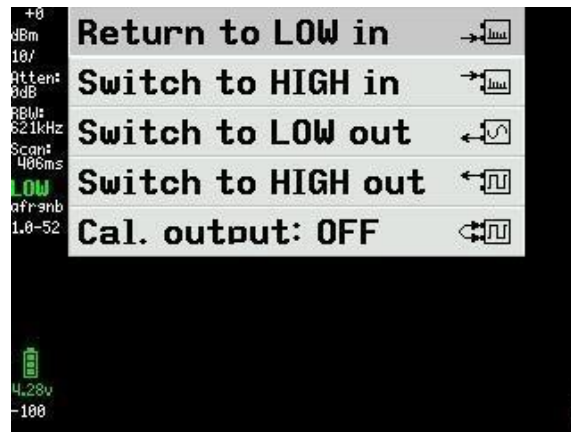 +0
dBm
10/
Atten:
0dB
RBW:
621kHz
Scan:
406ms
LOW
afrgnb
1.0-52
Return to LOW in
Switch to HIGH in
Switch to LOW out
Switch to HIGH out
Cal. output: OFF
4.28v
-100